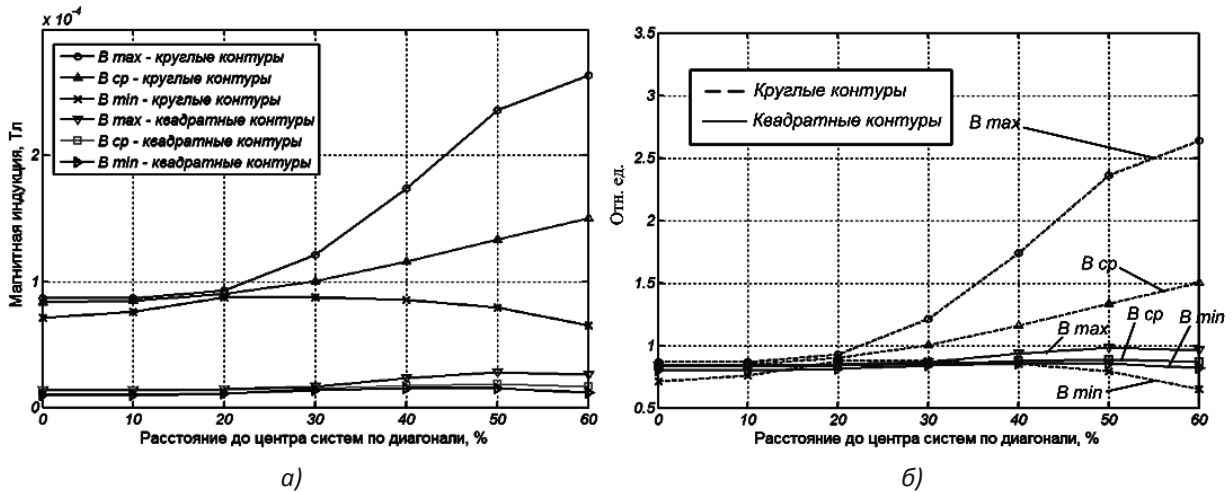 x 10⁻⁴
B max - круглые контуры
B ср - круглые контуры
B min - круглые контуры
B max - квадратные контуры
B ср - квадратные контуры
B min - квадратные контуры
Магнитная индукция, Тл
2
1
0
0 10 20 30 40 50 60
Расстояние до центра систем по диагонали, %
а)
3.5
3
2.5
2
1.5
1
0.5
Отн. ед.
Круглые контуры
Квадратные контуры
B max
B ср
B max
B ср
B min
B min
0 10 20 30 40 50 60
Расстояние до центра систем по диагонали, %
б)